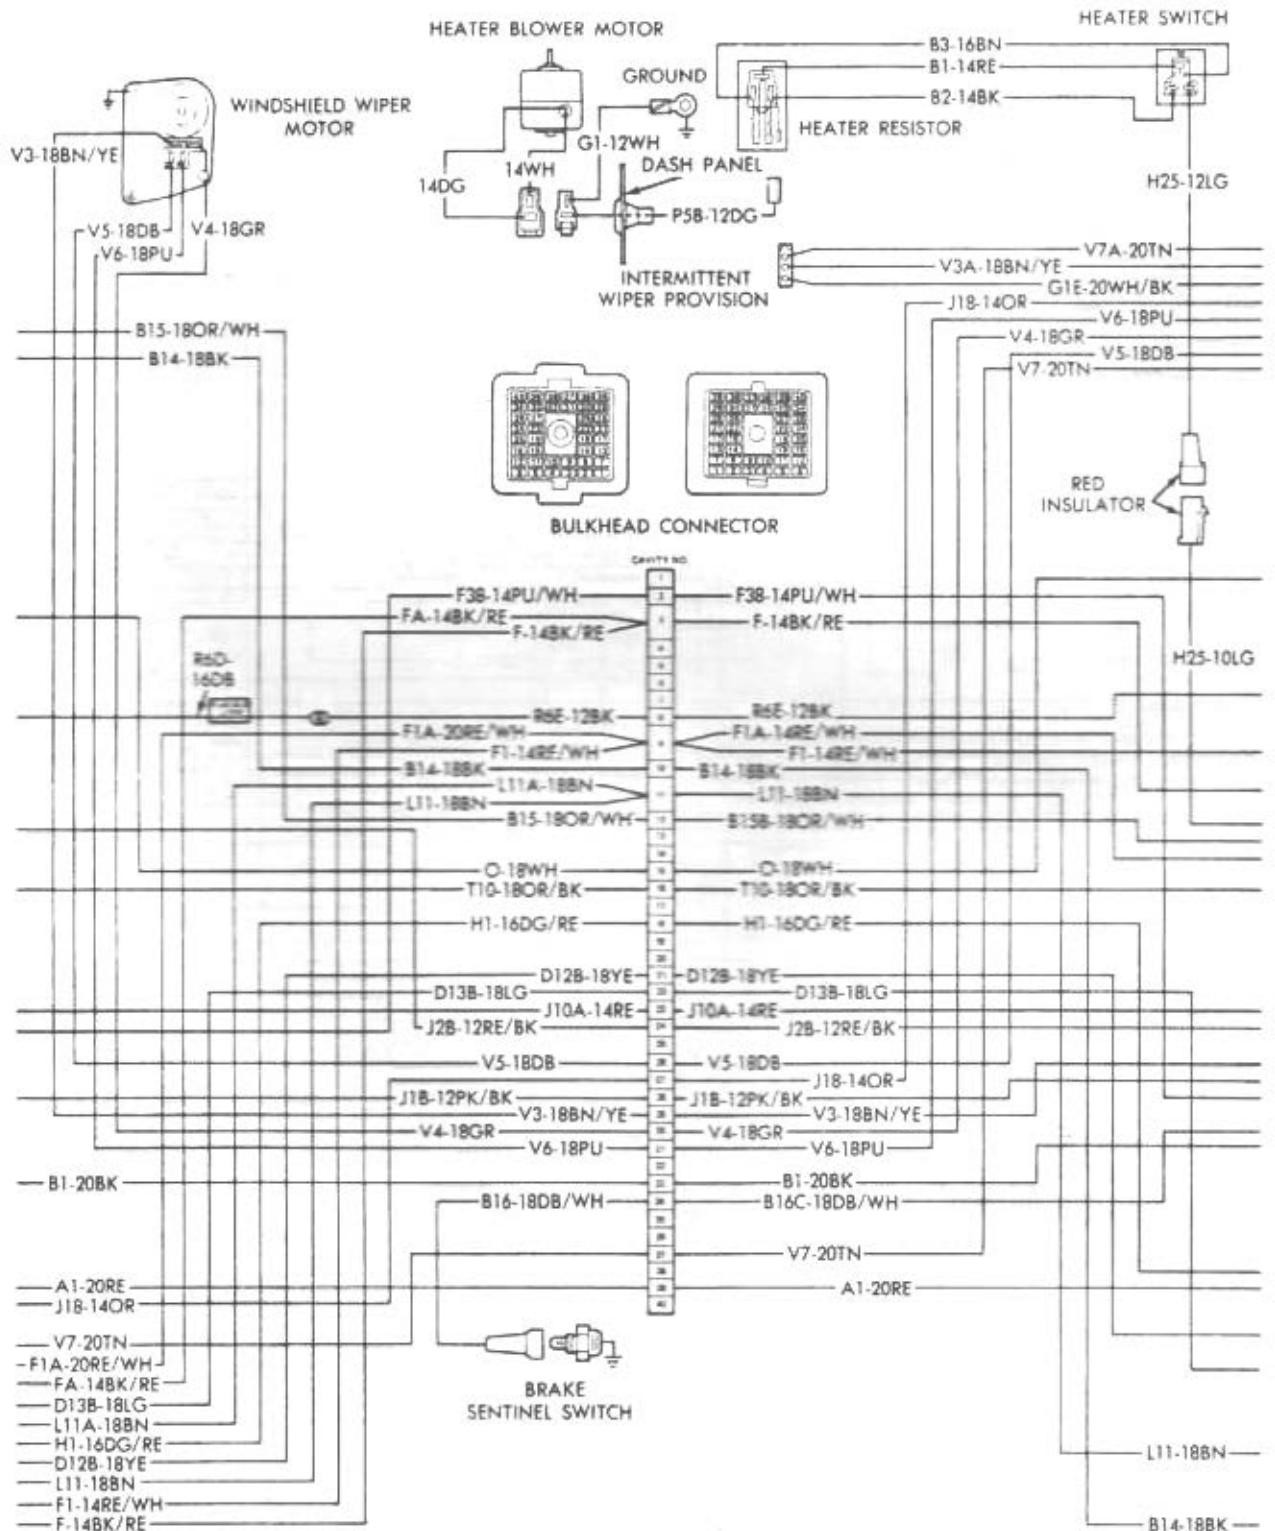 HEATER BLOWER MOTOR
HEATER SWITCH
B3-16BN
B1-14RE
B2-14BK
GROUND
WINDSHIELD WIPER
MOTOR
HEATER RESISTOR
G1-12WH
V3-18BN/YE
14WH
DASH PANEL
14DG
H25-12LG
P5B-12DG
V5-18DB
V4-18GR
V6-18PU
INTERMITTENT
WIPER PROVISION
V7A-20TN
V3A-18BN/YE
G1E-20WH/BK
J18-14OR
V6-18PU
B15-18OR/WH
V4-18GR
B14-18BK
V5-18DB
V7-20TN
RED
INSULATOR
BULKHEAD CONNECTOR
CAVITY NO.
F38-14PU/WH
F38-14PU/WH
FA-14BK/RE
F-14BK/RE
F-14BK/RE
R6D-
16DB
H25-10LG
R6E-12BK
R6E-12BK
F1A-20RE/WH
F1A-14RE/WH
F1-14RE/WH
F1-14RE/WH
B14-18BK
B14-18BK
L11A-18BN
L11-18BN
L11-18BN
B15-18OR/WH
B15B-18OR/WH
O-18WH
O-18WH
T10-18OR/BK
T10-18OR/BK
H1-16DG/RE
H1-16DG/RE
D12B-18YE
D12B-18YE
D13B-18LG
D13B-18LG
J10A-14RE
J10A-14RE
J2B-12RE/BK
J2B-12RE/BK
V5-18DB
V5-18DB
J18-14OR
J1B-12PK/BK
J1B-12PK/BK
V3-18BN/YE
V3-18BN/YE
V4-18GR
V4-18GR
V6-18PU
V6-18PU
B1-20BK
B1-20BK
B16-18DB/WH
B16C-18DB/WH
V7-20TN
A1-20RE
A1-20RE
J18-14OR
V7-20TN
F1A-20RE/WH
FA-14BK/RE
BRAKE
SENTINEL SWITCH
D13B-18LG
L11A-18BN
H1-16DG/RE
D12B-18YE
L11-18BN
L11-18BN
F1-14RE/WH
F-14BK/RE
B14-18BK